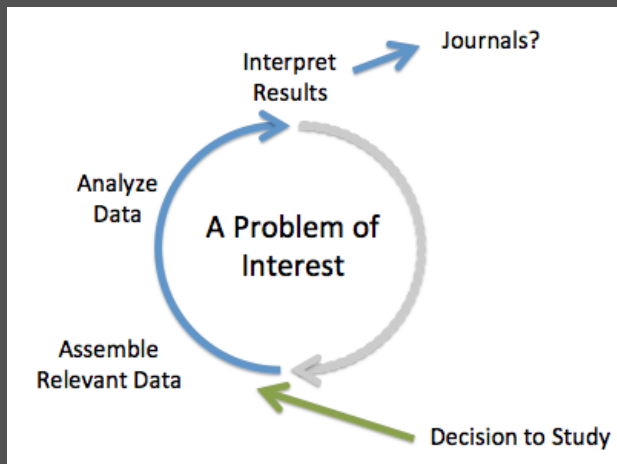 Journals?
Interpret
Results
Analyze
Data
A Problem of
Interest
Assemble
Relevant Data
Decision to Study